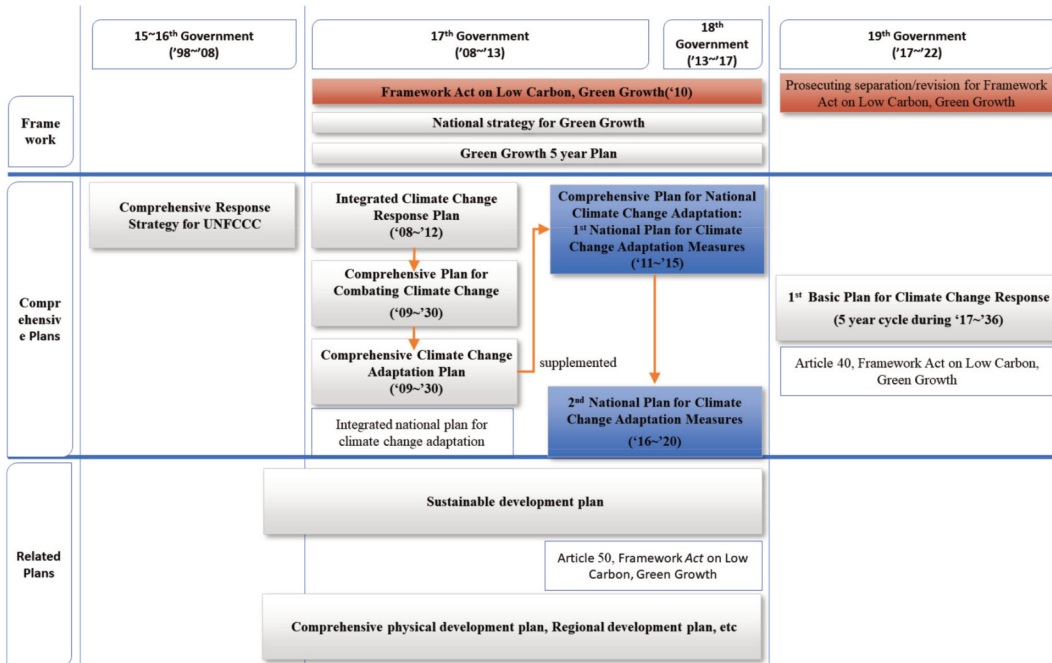 15~16th Government
('98~'08)
17th Government
('08~'13)
18th
Government
('13~'17)
19th Government
('17~'22)
Frame
work
Framework Act on Low Carbon, Green Growth(‘10)
National strategy for Green Growth
Green Growth 5 year Plan
Prosecuting separation/revision for Framework
Act on Low Carbon, Green Growth
Compr
ehensiv
e Plans
Comprehensive Response
Strategy for UNFCCC
Integrated Climate Change
Response Plan
(‘08~’12)
Comprehensive Plan for
Combating Climate Change
(‘09~’30)
Comprehensive Climate Change
Adaptation Plan
(‘09~’30)
Integrated national plan for
climate change adaptation
supplemented
Comprehensive Plan for National
Climate Change Adaptation:
1st National Plan for Climate
Change Adaptation Measures
(‘11~’15)
2nd National Plan for Climate
Change Adaptation Measures
(‘16~’20)
1st Basic Plan for Climate Change Response
(5 year cycle during ‘17~’36)
Article 40, Framework Act on Low Carbon,
Green Growth
Related
Plans
Sustainable development plan
Article 50, Framework Act on Low
Carbon, Green Growth
Comprehensive physical development plan, Regional development plan, etc